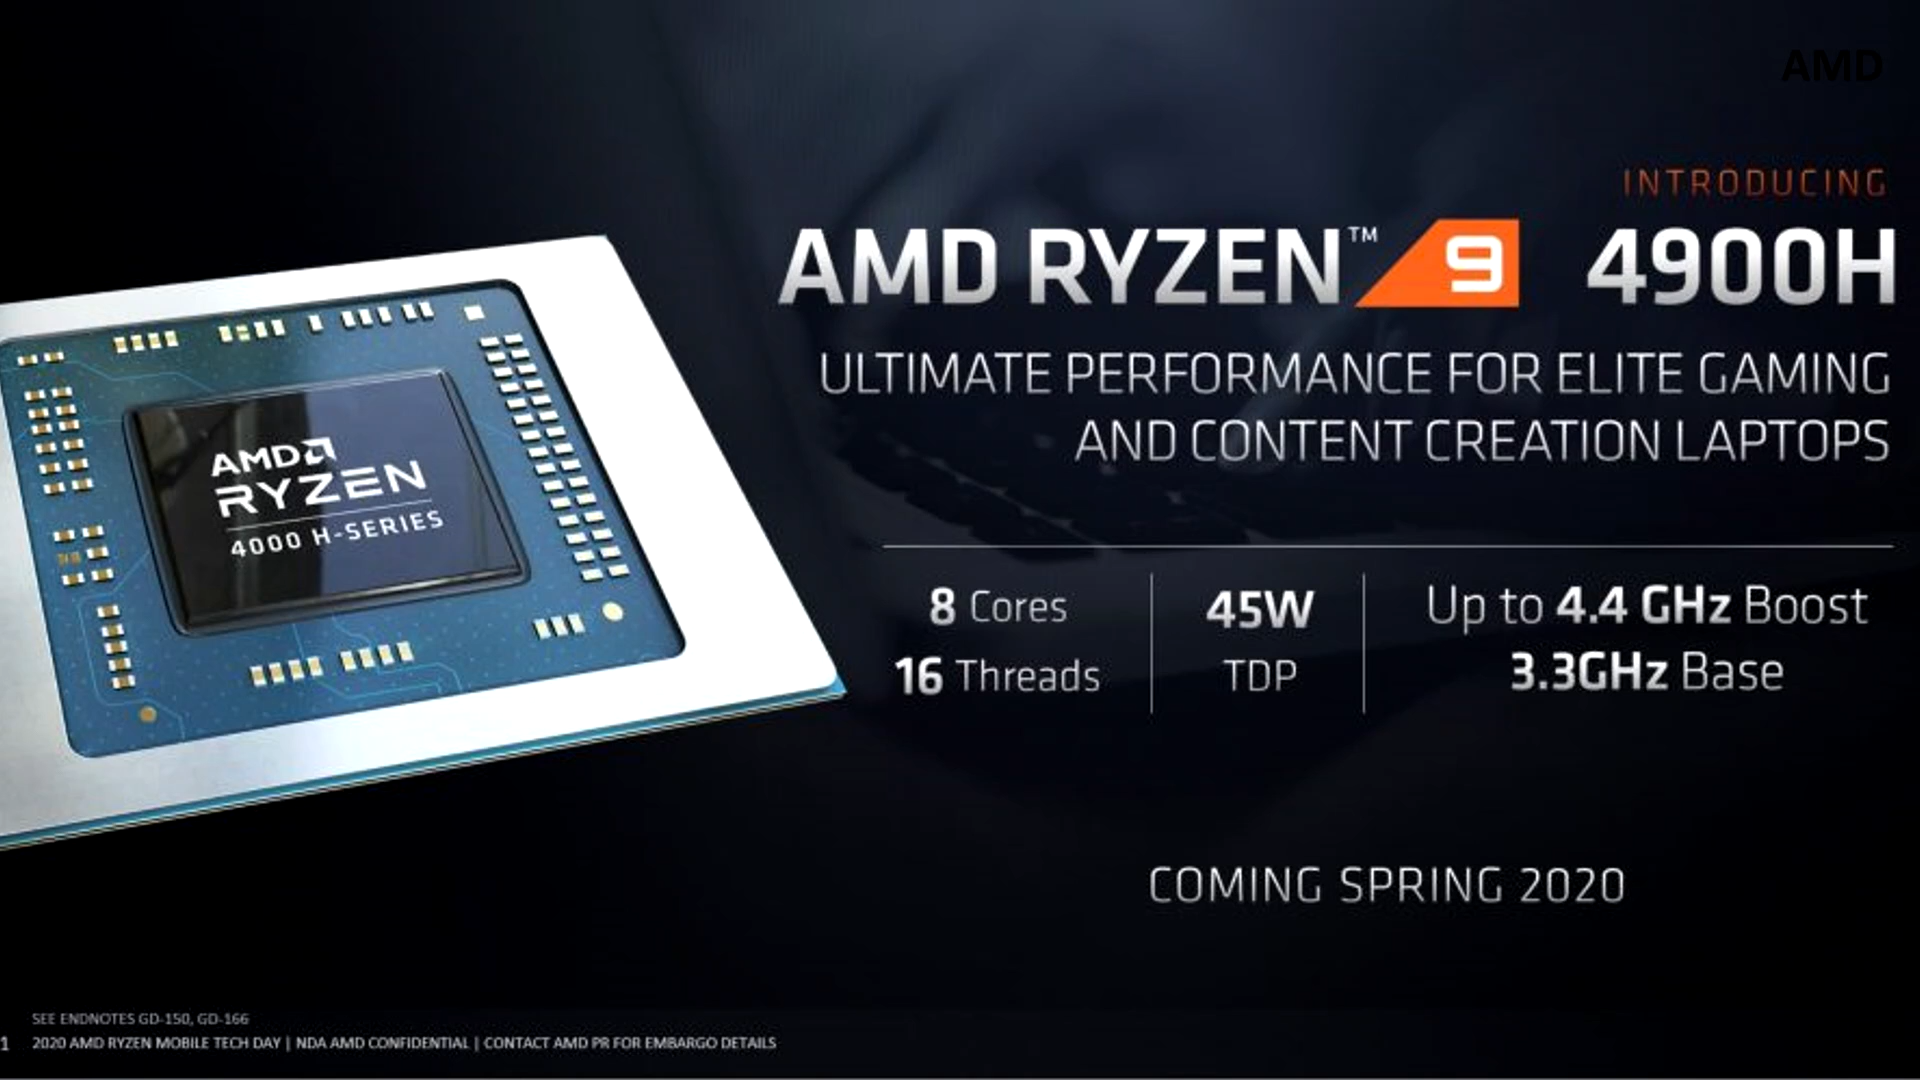 AMD
INTRODUCING
AMD RYZEN™ 9 4900H
ULTIMATE PERFORMANCE FOR ELITE GAMING
AND CONTENT CREATION LAPTOPS
AMD
RYZEN
4000 H-SERIES
8 Cores
16 Threads
45W
TDP
Up to 4.4 GHz Boost
3.3GHz Base
COMING SPRING 2020
SEE ENDNOTES GD-150, GD-166
1 2020 AMD RYZEN MOBILE TECH DAY | NDA AMD CONFIDENTIAL | CONTACT AMD PR FOR EMBARGO DETAILS